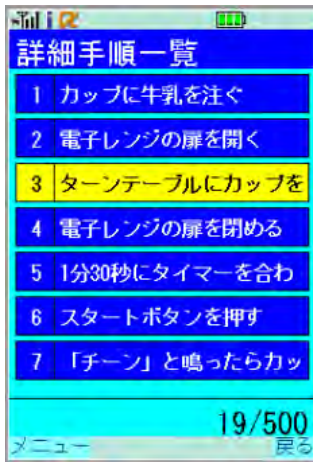 詳細手順一覧
1 カップに牛乳を注ぐ
2 電子レンジの扉を開く
3 ターンテーブルにカップを
4 電子レンジの扉を閉める
5 1分30秒にタイマーを合わ
6 スタートボタンを押す
7 「チーン」と鳴ったらカッ
19/500
メニュー 戻る